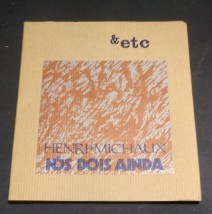 & etc
HENRI MICHAUX
NÓS DOIS AINDA